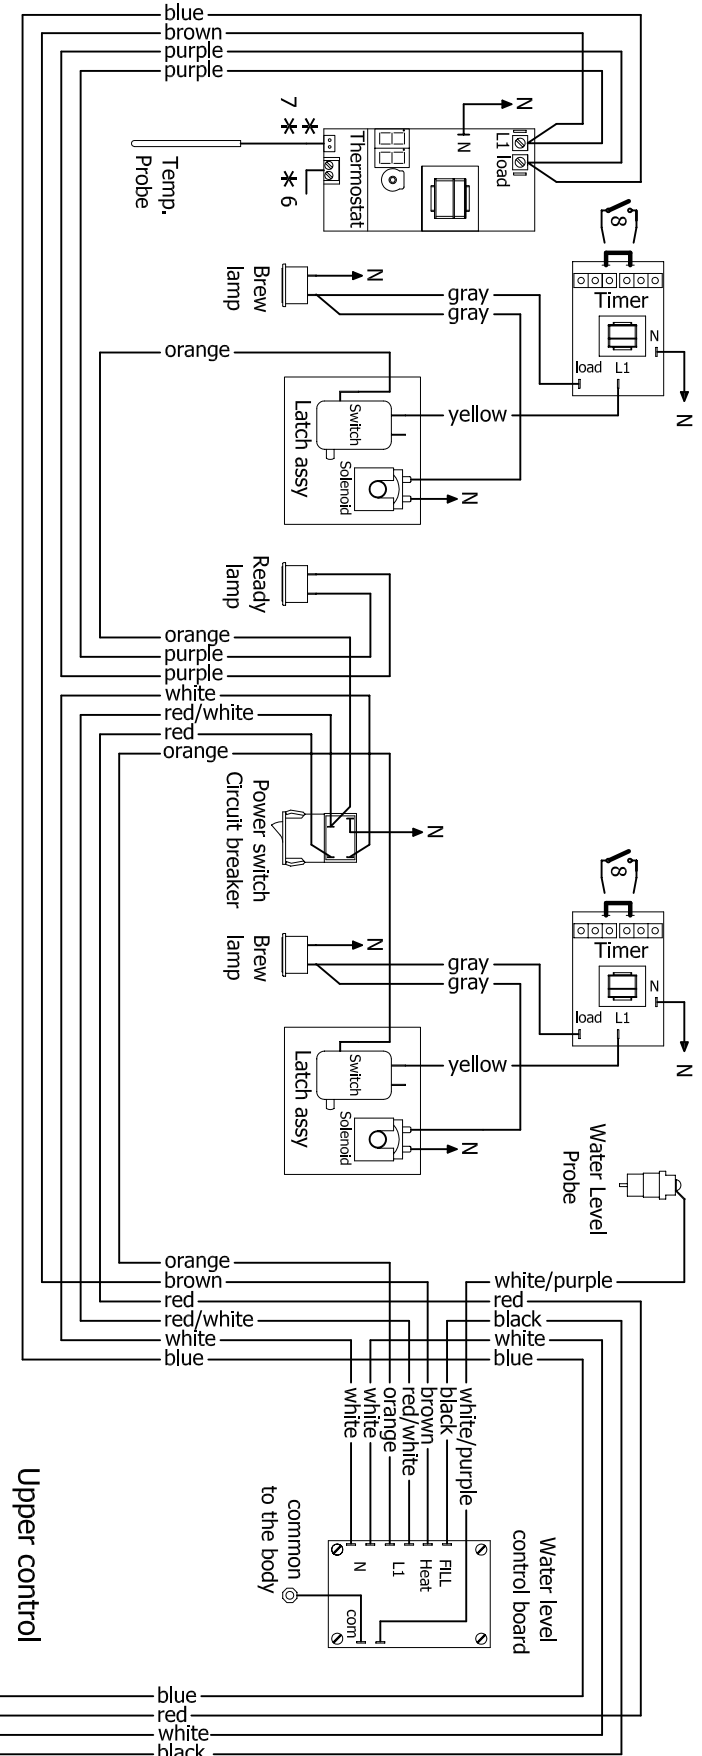 blue
brown
purple
purple
7 **
* 6
Temp.
Probe
Thermostat
N
L1 load
N
8
Timer
N
load L1
N
Brew
lamp
N
gray
gray
orange
Latch assy
Switch
Solenoid
yellow
N
Ready
lamp
orange
purple
purple
white
red/white
red
orange
Power switch
Circuit breaker
N
8
Timer
N
load L1
N
Brew
lamp
N
gray
gray
Latch assy
Switch
Solenoid
yellow
N
Water Level
Probe
orange
brown
red
red/white
white
blue
white/purple
red
black
white
blue
white
white
orange
red/white
brown
black
white/purple
Water level
control board
N
L1
Heat
FILL
com
common
to the body
Upper control
blue
red
white
black